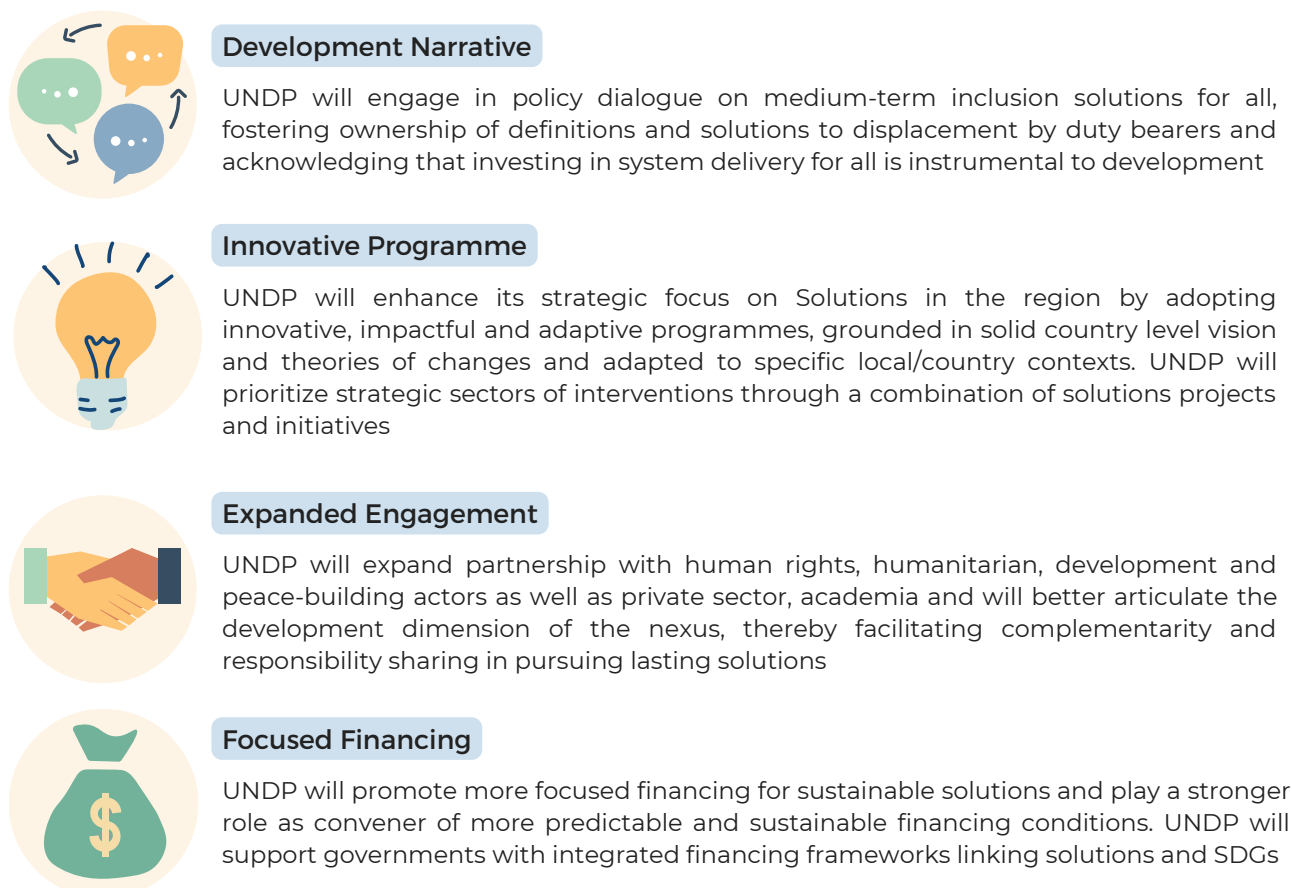 Development Narrative
UNDP will engage in policy dialogue on medium-term inclusion solutions for all,
fostering ownership of definitions and solutions to displacement by duty bearers and
acknowledging that investing in system delivery for all is instrumental to development
Innovative Programme
UNDP will enhance its strategic focus on Solutions in the region by adopting
innovative, impactful and adaptive programmes, grounded in solid country level vision
and theories of changes and adapted to specific local/country contexts. UNDP will
prioritize strategic sectors of interventions through a combination of solutions projects
and initiatives
Expanded Engagement
UNDP will expand partnership with human rights, humanitarian, development and
peace-building actors as well as private sector, academia and will better articulate the
development dimension of the nexus, thereby facilitating complementarity and
responsibility sharing in pursuing lasting solutions
$
Focused Financing
UNDP will promote more focused financing for sustainable solutions and play a stronger
role as convener of more predictable and sustainable financing conditions. UNDP will
support governments with integrated financing frameworks linking solutions and SDGs